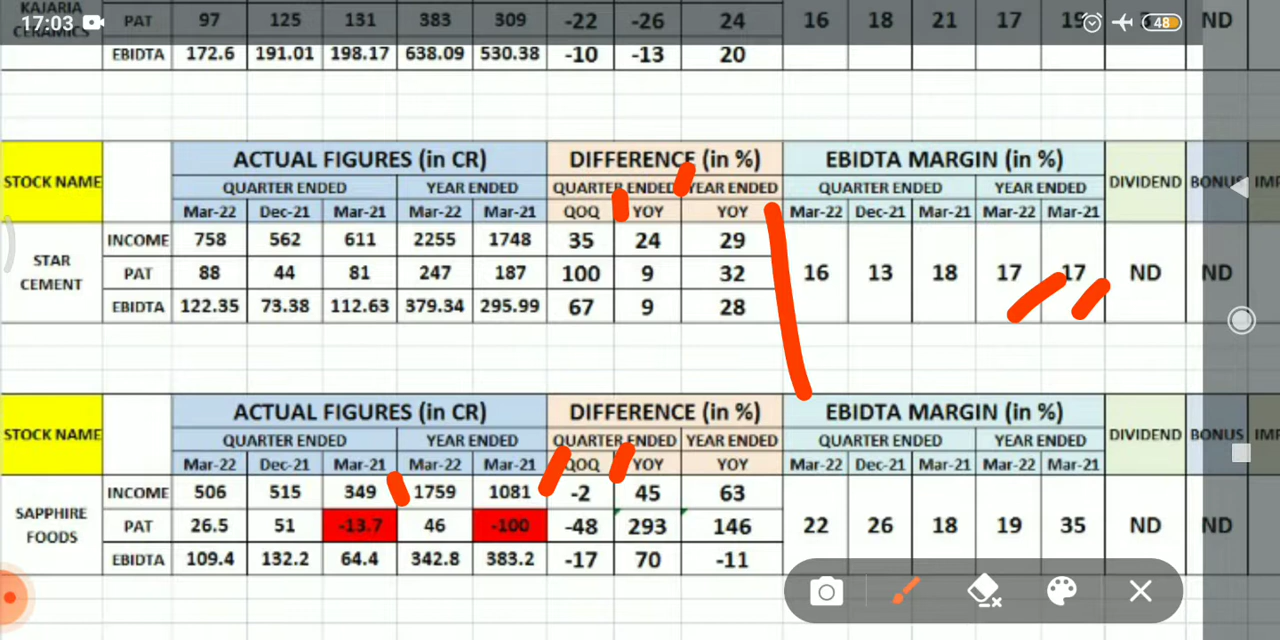 17:03 48
KAJARIA CERAMICS PAT 97 125 131 383 309 -22 -26 24 16 18 21 17 19 ND
EBIDTA 172.6 191.01 198.17 638.09 530.38 -10 -13 20
STOCK NAME ACTUAL FIGURES (in CR) DIFFERENCE (in %) EBIDTA MARGIN (in %) DIVIDEND BONUS IMP
QUARTER ENDED YEAR ENDED QUARTER ENDED YEAR ENDED QUARTER ENDED YEAR ENDED
Mar-22 Dec-21 Mar-21 Mar-22 Mar-21 QOQ YOY YOY Mar-22 Dec-21 Mar-21 Mar-22 Mar-21
STAR CEMENT INCOME 758 562 611 2255 1748 35 24 29
PAT 88 44 81 247 187 100 9 32 16 13 18 17 17 ND ND
EBIDTA 122.35 73.38 112.63 379.34 295.99 67 9 28
STOCK NAME ACTUAL FIGURES (in CR) DIFFERENCE (in %) EBIDTA MARGIN (in %) DIVIDEND BONUS IMP
QUARTER ENDED YEAR ENDED QUARTER ENDED YEAR ENDED QUARTER ENDED YEAR ENDED
Mar-22 Dec-21 Mar-21 Mar-22 Mar-21 QOQ YOY YOY Mar-22 Dec-21 Mar-21 Mar-22 Mar-21
SAPPHIRE FOODS INCOME 506 515 349 1759 1081 -2 45 63
PAT 26.5 51 -13.7 46 -100 -48 293 146 22 26 18 19 35 ND ND
EBIDTA 109.4 132.2 64.4 342.8 383.2 -17 70 -11